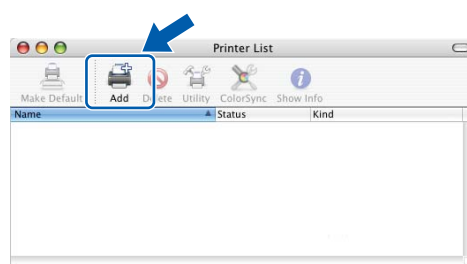 Printer List
Make Default Add Delete Utility ColorSync Show Info
Name Status Kind